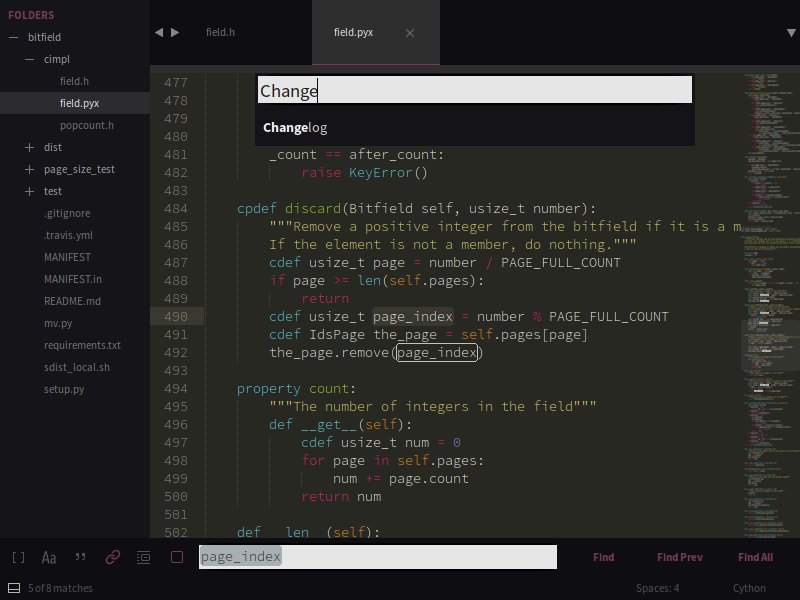 FOLDERS
bitfield
cimpl
field.h
field.pyx
popcount.h
dist
page_size_test
test
.gitignore
.travis.yml
MANIFEST
MANIFEST.in
README.md
mv.py
requirements.txt
sdist_local.sh
setup.py
field.h
field.pyx
Change
Changelog
477
478
479
480
481 _count == after_count:
482 raise KeyError()
483
484 cpdef discard(Bitfield self, usize_t number):
485 """Remove a positive integer from the bitfield if it is a m
486 If the element is not a member, do nothing."""
487 cdef usize_t page = number / PAGE_FULL_COUNT
488 if page >= len(self.pages):
489 return
490 cdef usize_t page_index = number % PAGE_FULL_COUNT
491 cdef IdsPage the_page = self.pages[page]
492 the_page.remove(page_index)
493
494 property count:
495 """The number of integers in the field"""
496 def __get__(self):
497 cdef usize_t num = 0
498 for page in self.pages:
499 num += page.count
500 return num
501
502 def __len__(self):
[ ] Aa " page_index Find Find Prev Find All
5 of 8 matches Spaces: 4 Cython